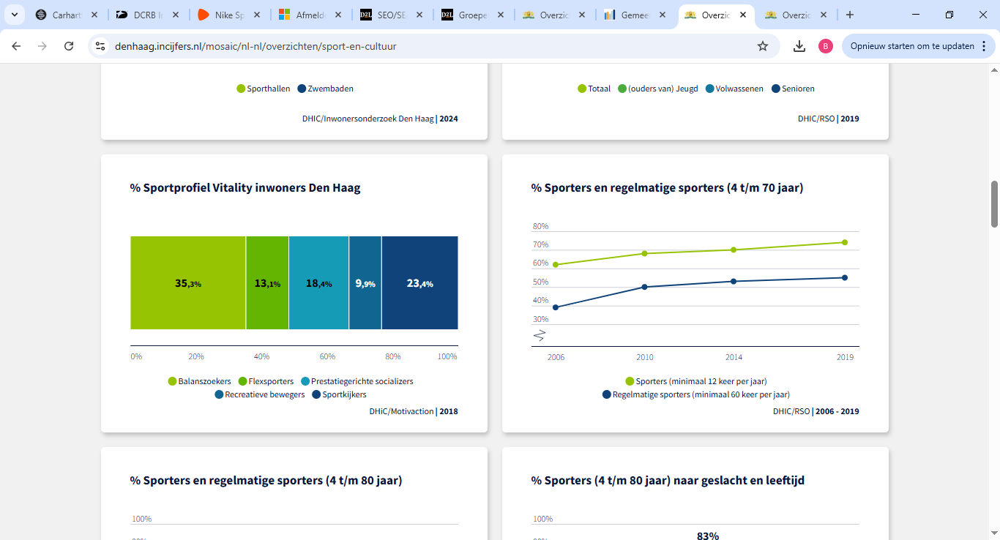 Carhart
DCRB In
Nike Sp
Afmeld
SEO/SE
Groepe
Overzic
Gemee
Overzic
Overzic
denhaag.incijfers.nl/mosaic/nl-nl/overzichten/sport-en-cultuur
B
Opnieuw starten om te updaten
Sporthallen Zwembaden
DHIC/Inwonersonderzoek Den Haag | 2024
Totaal (ouders van) Jeugd Volwassenen Senioren
DHIC/RSO | 2019
% Sportprofiel Vitality inwoners Den Haag
35,3% 13,1% 18,4% 9,9% 23,4%
0% 20% 40% 60% 80% 100%
Balanszoekers Flexsporters Prestatiegerichte socializers
Recreatieve bewegers Sportkijkers
DHiC/Motivaction | 2018
% Sporters en regelmatige sporters (4 t/m 70 jaar)
80%
70%
60%
50%
40%
30%
2006 2010 2014 2019
Sporters (minimaal 12 keer per jaar)
Regelmatige sporters (minimaal 60 keer per jaar)
DHIC/RSO | 2006 - 2019
% Sporters en regelmatige sporters (4 t/m 80 jaar)
100%
% Sporters (4 t/m 80 jaar) naar geslacht en leeftijd
100%
83%